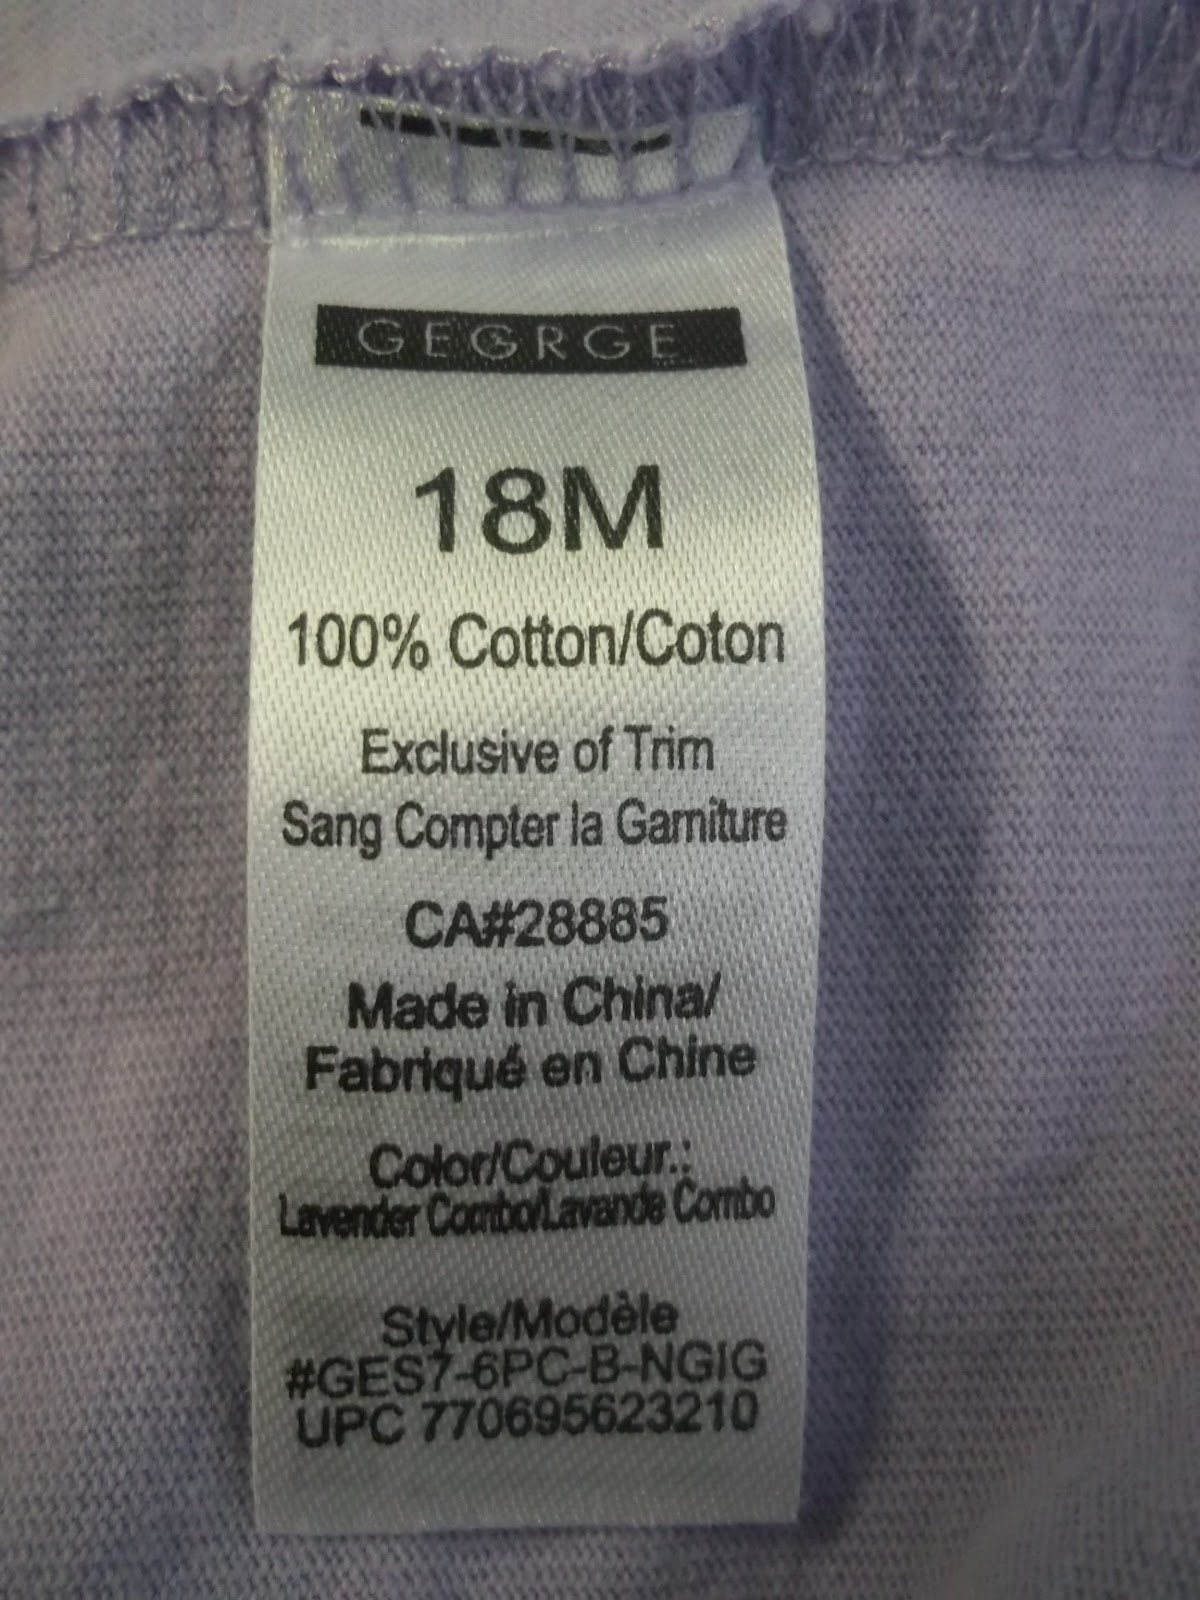 GEGRGE
18M
100% Cotton/Coton
Exclusive of Trim
Sang Compter la Garniture
CA#28885
Made in China/
Fabriqué en Chine
Color/Couleur.:
Lavender Combo/Lavande Combo
Style/Modèle
#GES7-6PC-B-NGIG
UPC 770695623210